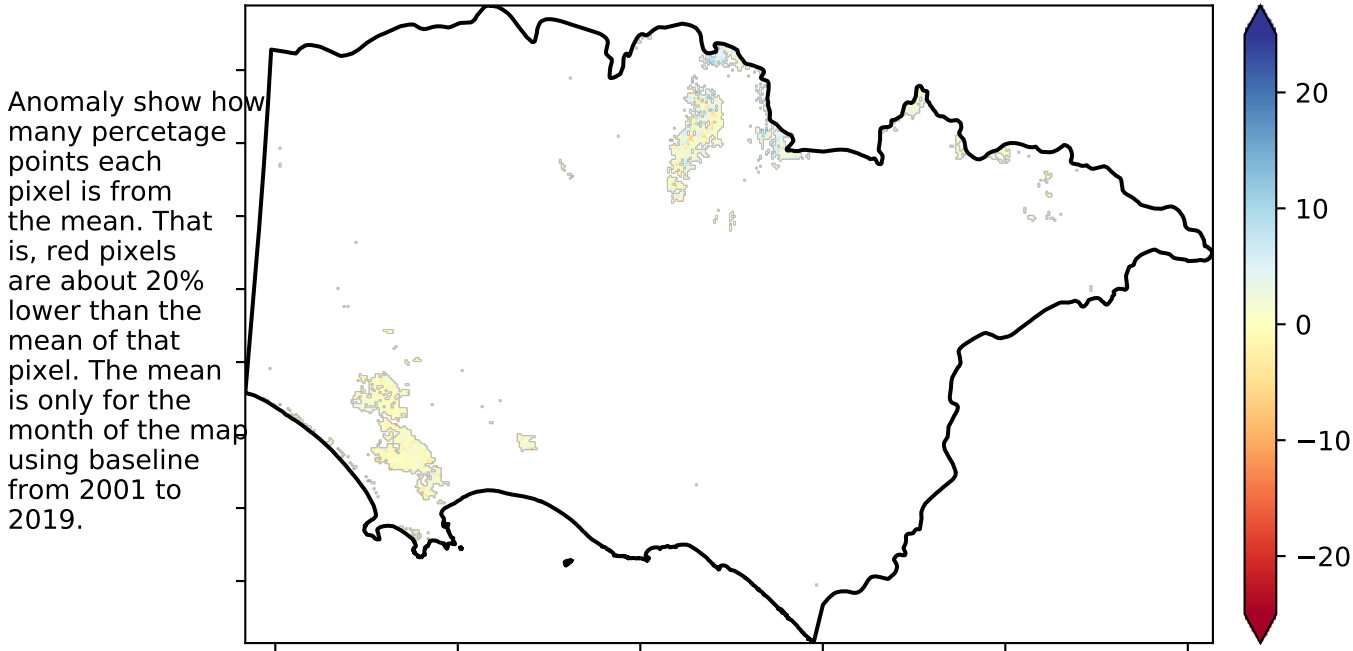 Anomaly show how
many percetage
points each
pixel is from
the mean. That
is, red pixels
are about 20%
lower than the
mean of that
pixel. The mean
is only for the
month of the map
using baseline
from 2001 to
2019.
20
10
0
−10
−20